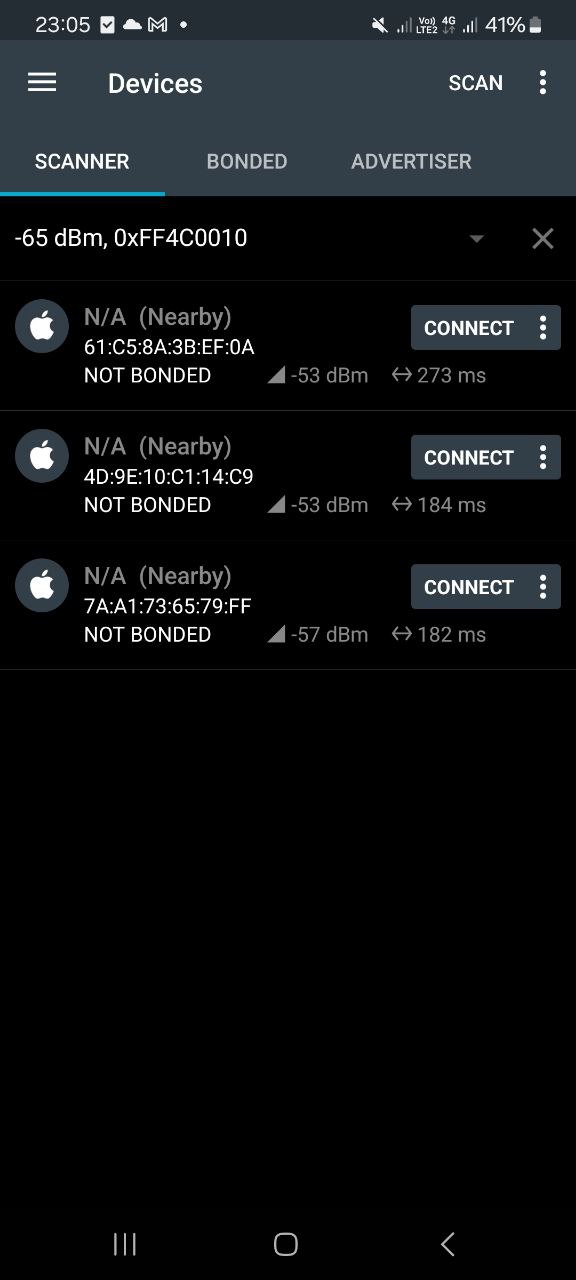 23:05 Vo)) LTE2 4G 41%
Devices SCAN
SCANNER BONDED ADVERTISER
-65 dBm, 0xFF4C0010
N/A (Nearby)
61:C5:8A:3B:EF:0A
CONNECT
NOT BONDED -53 dBm 273 ms
N/A (Nearby)
4D:9E:10:C1:14:C9
CONNECT
NOT BONDED -53 dBm 184 ms
N/A (Nearby)
7A:A1:73:65:79:FF
CONNECT
NOT BONDED -57 dBm 182 ms